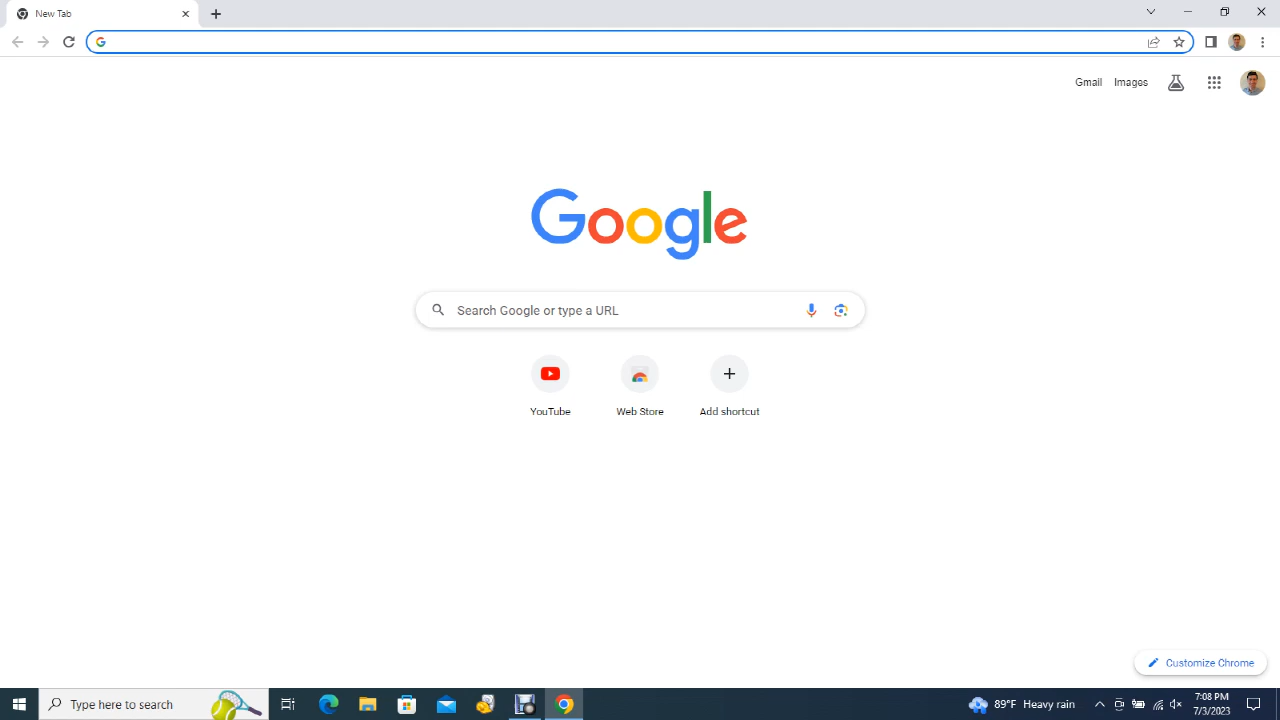 New Tab
Gmail Images
Google
Search Google or type a URL
YouTube Web Store Add shortcut
Customize Chrome
Type here to search
89°F Heavy rain
7:08 PM
7/3/2023